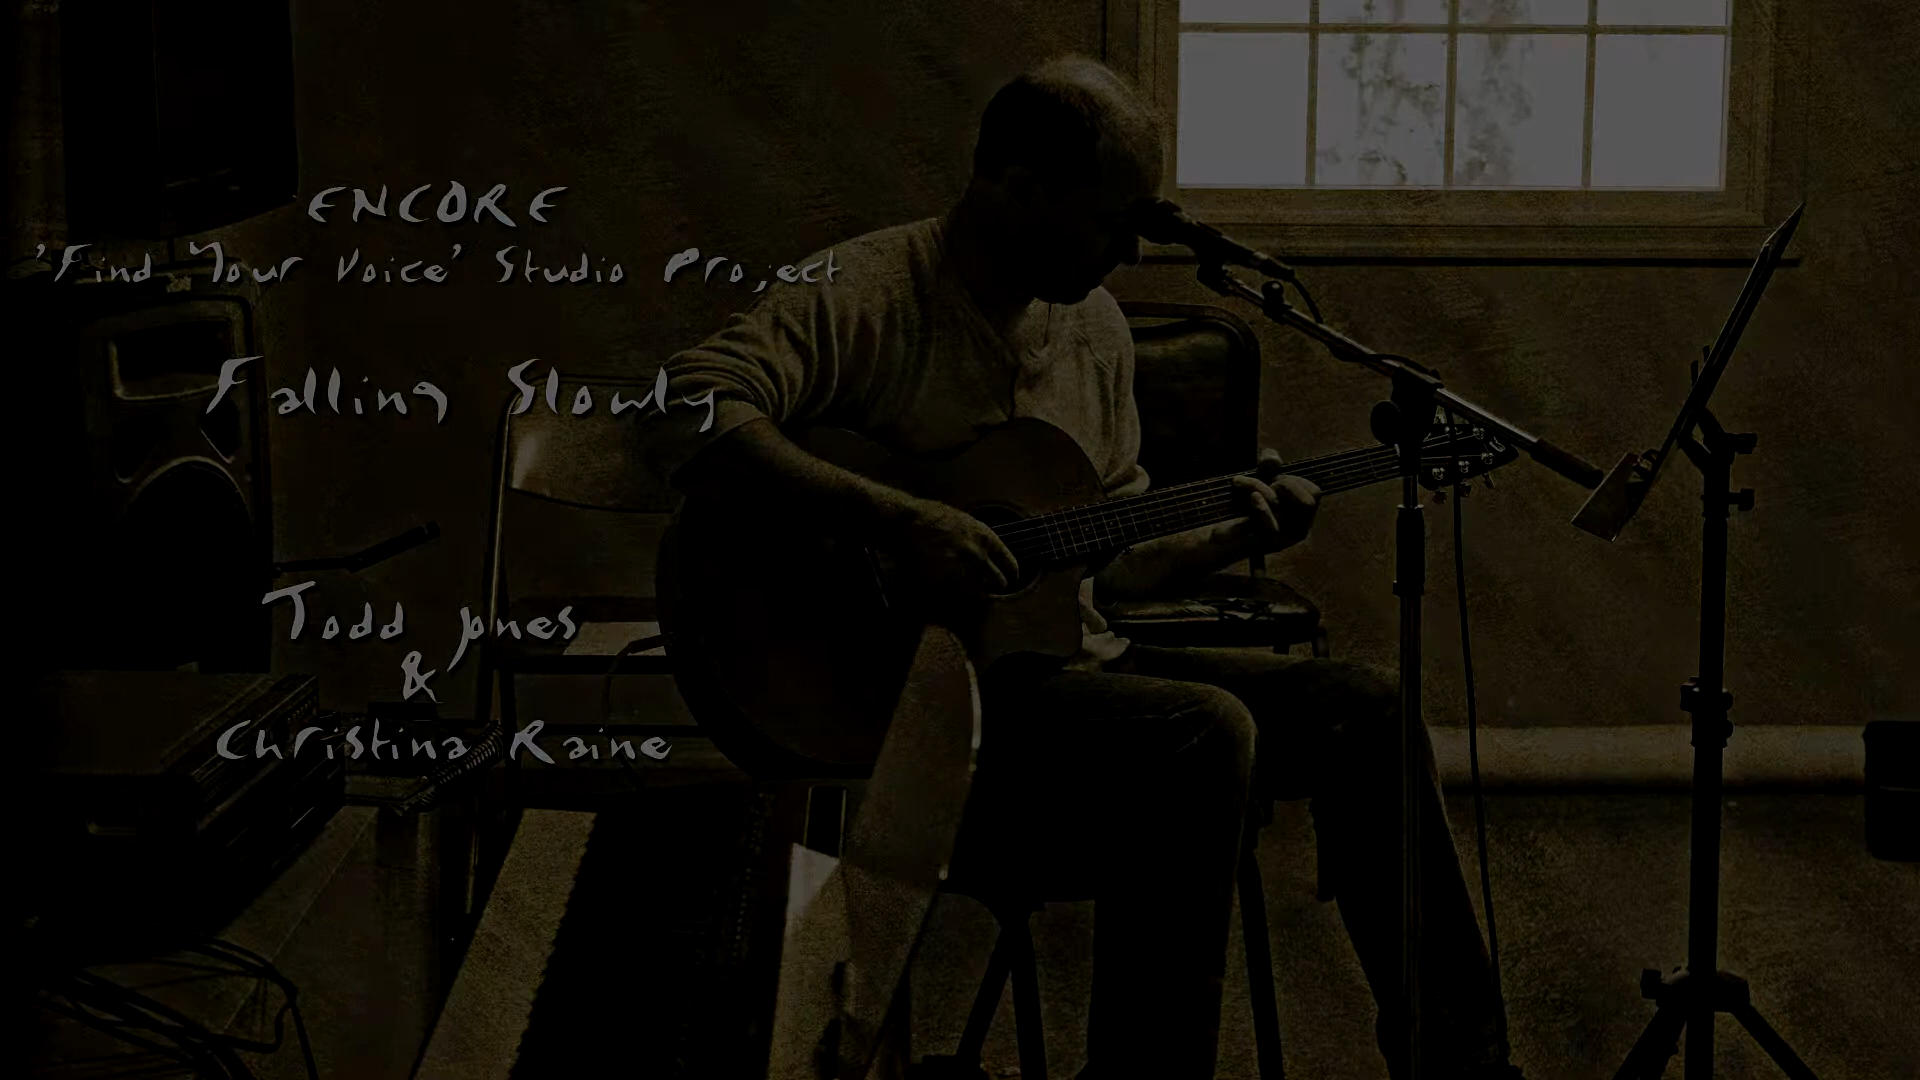 ENCORE
'Find Your Voice' Studio Project
Falling Slowly
Todd Jones
&
Christina Raine